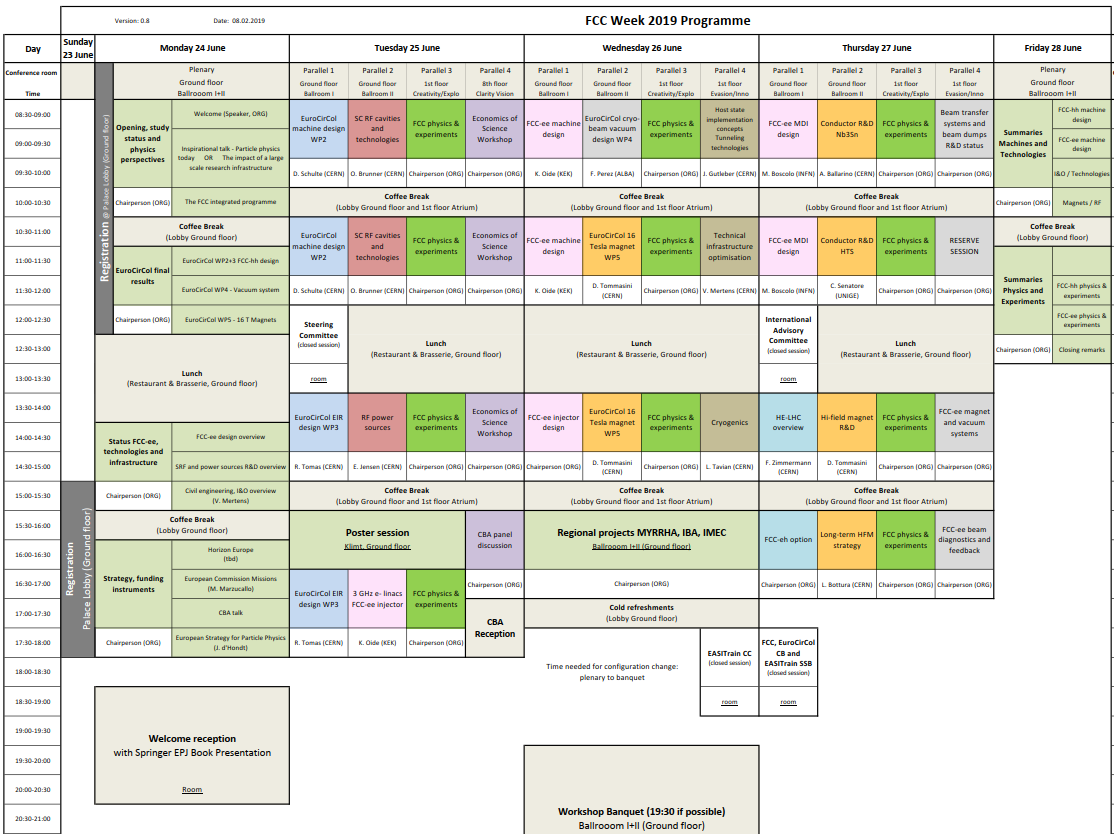 Version: 0.8
Date: 08.02.2019
FCC Week 2019 Programme
Day
Sunday
23 June
Monday 24 June
Tuesday 25 June
Wednesday 26 June
Thursday 27 June
Friday 28 June
Conference room
Time
Plenary
Ground floor
Ballrooom I+II
Parallel 1
Ground floor
Ballroom I
Parallel 2
Ground floor
Ballroom II
Parallel 3
1st floor
Creativity/Explo
Parallel 4
8th floor
Clarity Vision
Parallel 1
Ground floor
Ballroom I
Parallel 2
Ground floor
Ballroom II
Parallel 3
1st floor
Creativity/Explo
Parallel 4
1st floor
Evasion/Inno
Parallel 1
Ground floor
Ballroom I
Parallel 2
Ground floor
Ballroom II
Parallel 3
1st floor
Creativity/Explo
Parallel 4
1st floor
Evasion/Inno
Plenary
Ground floor
Ballrooom I+II
08:30-09:00
09:00-09:30
09:30-10:00
10:00-10:30
10:30-11:00
11:00-11:30
11:30-12:00
12:00-12:30
12:30-13:00
13:00-13:30
13:30-14:00
14:00-14:30
14:30-15:00
15:00-15:30
15:30-16:00
16:00-16:30
16:30-17:00
17:00-17:30
17:30-18:00
18:00-18:30
18:30-19:00
19:00-19:30
19:30-20:00
20:00-20:30
20:30-21:00
Registration
Palace Lobby (Ground floor)
Registration @ Palace Lobby (Ground floor)
Opening, study
status and
physics
perspectives
Welcome (Speaker, ORG)
Inspirational talk - Particle physics
today OR The impact of a large
scale research infrastructure
Chairperson (ORG)
The FCC integrated programme
Coffee Break
(Lobby Ground floor)
EuroCirCol final
results
EuroCirCol WP2+3 FCC-hh design
EuroCirCol WP4 - Vacuum system
Chairperson (ORG)
EuroCirCol WP5 - 16 T Magnets
Lunch
(Restaurant & Brasserie, Ground floor)
Status FCC-ee,
technologies and
infrastructure
FCC-ee design overview
SRF and power sources R&D overview
Chairperson (ORG)
Civil engineering, I&O overview
(V. Mertens)
Coffee Break
(Lobby Ground floor)
Strategy, funding
instruments
Horizon Europe
(tbd)
European Commission Missions
(M. Marzucallo)
CBA talk
Chairperson (ORG)
European Strategy for Particle Physics
(J. d'Hondt)
Welcome reception
with Springer EPJ Book Presentation
Room
EuroCirCol
machine design
WP2
SC RF cavities
and
technologies
FCC physics &
experiments
Economics of
Science
Workshop
D. Schulte (CERN)
O. Brunner (CERN)
Chairperson (ORG)
Chairperson (ORG)
Coffee Break
(Lobby Ground floor and 1st floor Atrium)
EuroCirCol
machine design
WP2
SC RF cavities
and
technologies
FCC physics &
experiments
Economics of
Science
Workshop
D. Schulte (CERN)
O. Brunner (CERN)
Chairperson (ORG)
Chairperson (ORG)
Steering
Committee
(closed session)
room
Lunch
(Restaurant & Brasserie, Ground floor)
EuroCirCol EIR
design WP3
RF power
sources
FCC physics &
experiments
Economics of
Science
Workshop
R. Tomas (CERN)
E. Jensen (CERN)
Chairperson (ORG)
Chairperson (ORG)
Coffee Break
(Lobby Ground floor and 1st floor Atrium)
Poster session
Klimt, Ground floor
CBA panel
discussion
Chairperson (ORG)
EuroCirCol EIR
design WP3
3 GHz e- linacs
FCC-ee injector
FCC physics &
experiments
CBA
Reception
R. Tomas (CERN)
K. Oide (KEK)
Chairperson (ORG)
FCC-ee machine
design
EuroCirCol cryo-
beam vacuum
design WP4
FCC physics &
experiments
Host state
implementation
concepts
Tunneling
technologies
K. Oide (KEK)
F. Perez (ALBA)
Chairperson (ORG)
J. Gutleber (CERN)
Coffee Break
(Lobby Ground floor and 1st floor Atrium)
FCC-ee machine
design
EuroCirCol 16
Tesla magnet
WP5
FCC physics &
experiments
Technical
infrastructure
optimisation
K. Oide (KEK)
D. Tommasini
(CERN)
Chairperson (ORG)
V. Mertens (CERN)
Lunch
(Restaurant & Brasserie, Ground floor)
FCC-ee injector
design
EuroCirCol 16
Tesla magnet
WP5
FCC physics &
experiments
Cryogenics
Chairperson (ORG)
D. Tommasini
(CERN)
Chairperson (ORG)
L. Tavian (CERN)
Coffee Break
(Lobby Ground floor and 1st floor Atrium)
Regional projects MYRRHA, IBA, IMEC
Ballrooom I+II (Ground floor)
Chairperson (ORG)
Cold refreshments
(Lobby Ground floor)
Time needed for configuration change:
plenary to banquet
EASITrain CC
(closed session)
room
Workshop Banquet (19:30 if possible)
Ballrooom I+II (Ground floor)
FCC-ee MDI
design
Conductor R&D
Nb3Sn
FCC physics &
experiments
Beam transfer
systems and
beam dumps
R&D status
M. Boscolo (INFN)
A. Ballarino (CERN)
Chairperson (ORG)
Chairperson (ORG)
Coffee Break
(Lobby Ground floor and 1st floor Atrium)
FCC-ee MDI
design
Conductor R&D
HTS
FCC physics &
experiments
RESERVE
SESSION
M. Boscolo (INFN)
C. Senatore
(UNIGE)
Chairperson (ORG)
Chairperson (ORG)
International
Advisory
Committee
(closed session)
room
Lunch
(Restaurant & Brasserie, Ground floor)
HE-LHC
overview
Hi-field magnet
R&D
FCC physics &
experiments
FCC-ee magnet
and vacuum
systems
F. Zimmermann
(CERN)
D. Tommasini
(CERN)
Chairperson (ORG)
Chairperson (ORG)
Coffee Break
(Lobby Ground floor and 1st floor Atrium)
FCC-eh option
Long-term HFM
strategy
FCC physics &
experiments
FCC-ee beam
diagnostics and
feedback
Chairperson (ORG)
L. Bottura (CERN)
Chairperson (ORG)
Chairperson (ORG)
FCC, EuroCirCol
CB and
EASITrain SSB
(closed session)
room
Summaries
Machines and
Technologies
FCC-hh machine
design
FCC-ee machine
design
I&O / Technologies
Chairperson (ORG)
Magnets / RF
Coffee Break
(Lobby Ground floor)
Summaries
Physics and
Experiments
FCC-hh physics &
experiments
FCC-ee physics &
experiments
Chairperson (ORG)
Closing remarks